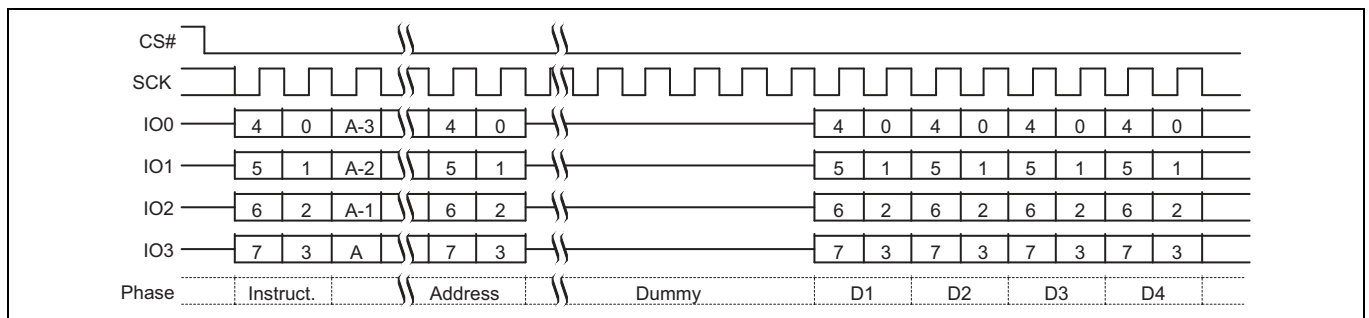 CS#
SCK
IO0 4 0 A-3 4 0 4 0 4 0 4 0 4 0
IO1 5 1 A-2 5 1 5 1 5 1 5 1 5 1
IO2 6 2 A-1 6 2 6 2 6 2 6 2 6 2
IO3 7 3 A 7 3 7 3 7 3 7 3 7 3
Phase Instruct. Address Dummy D1 D2 D3 D4